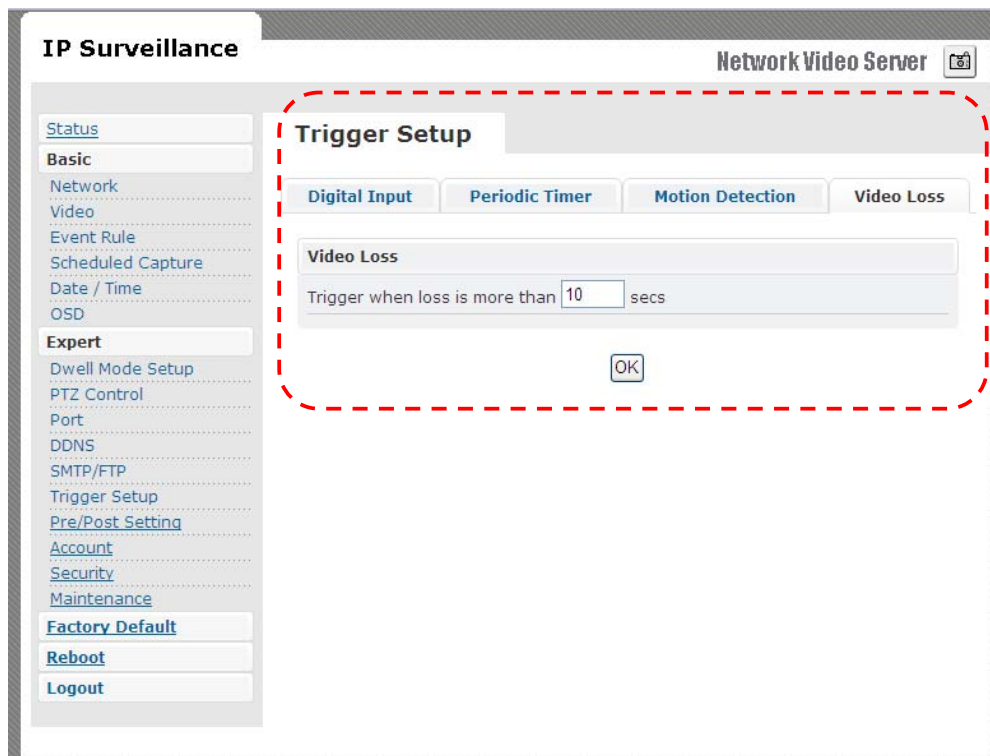 IP Surveillance
Network Video Server
Status
Basic
Network
Video
Event Rule
Scheduled Capture
Date / Time
OSD
Expert
Dwell Mode Setup
PTZ Control
Port
DDNS
SMTP/FTP
Trigger Setup
Pre/Post Setting
Account
Security
Maintenance
Factory Default
Reboot
Logout
Trigger Setup
Digital Input
Periodic Timer
Motion Detection
Video Loss
Video Loss
Trigger when loss is more than 10 secs
OK